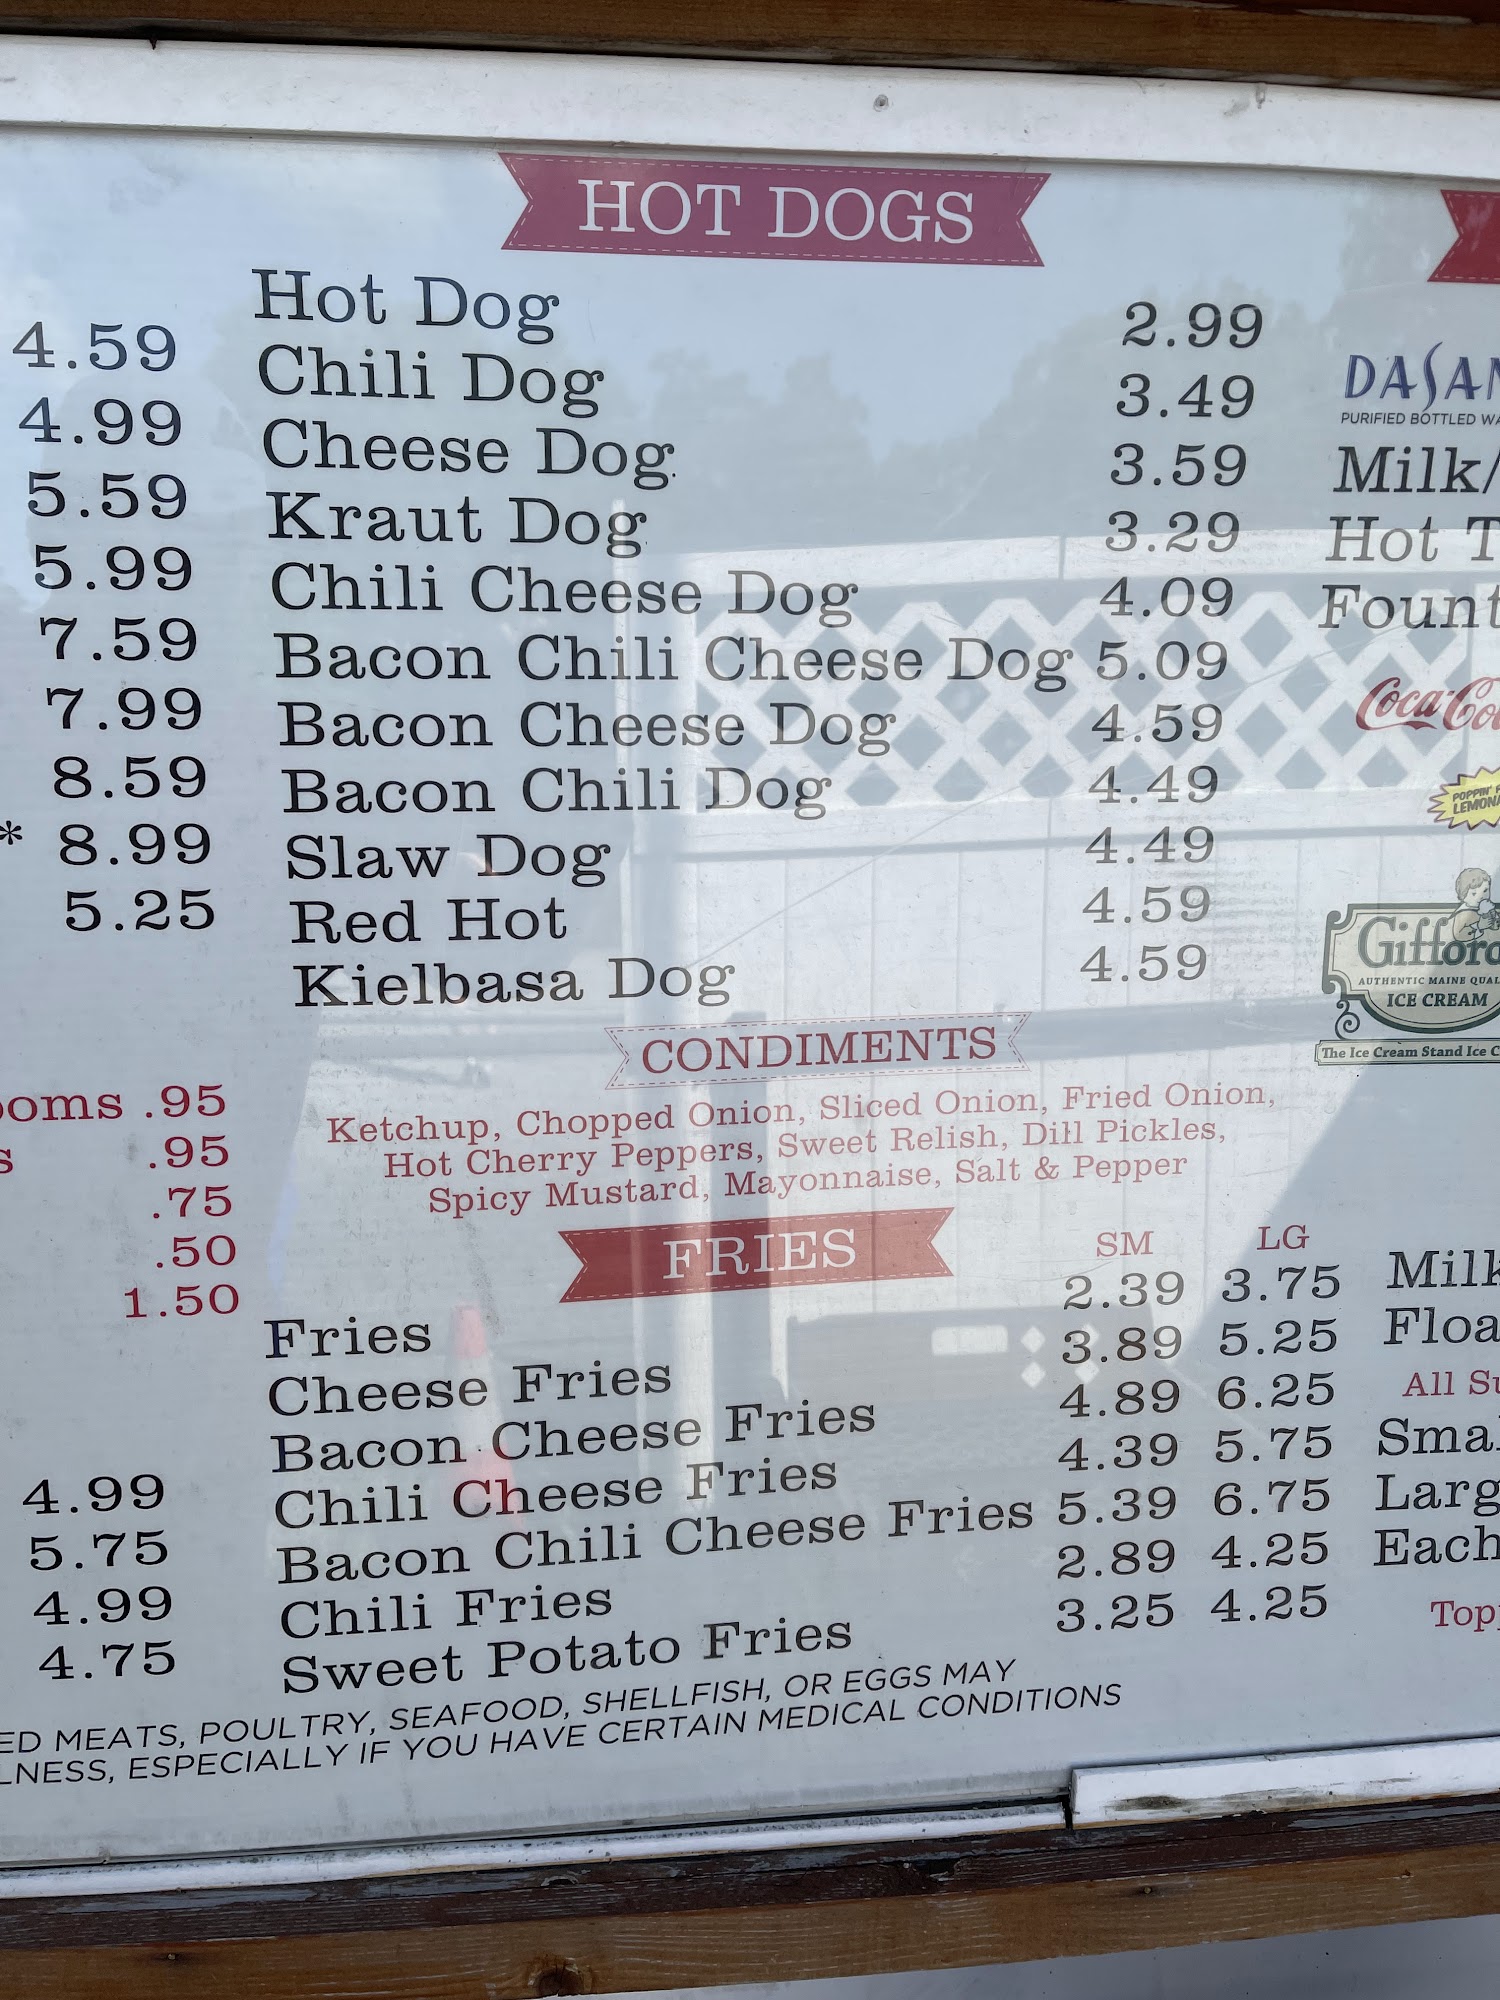 HOT DOGS
Hot Dog 2.99
Chili Dog 3.49
Cheese Dog 3.59
Kraut Dog 3.29
Chili Cheese Dog 4.09
Bacon Chili Cheese Dog 5.09
Bacon Cheese Dog 4.59
Bacon Chili Dog 4.49
Slaw Dog 4.49
Red Hot 4.59
Kielbasa Dog 4.59
CONDIMENTS
Ketchup, Chopped Onion, Sliced Onion, Fried Onion,
Hot Cherry Peppers, Sweet Relish, Dill Pickles,
Spicy Mustard, Mayonnaise, Salt & Pepper
FRIES SM LG
Fries 2.39 3.75
Cheese Fries 3.89 5.25
Bacon Cheese Fries 4.89 6.25
Chili Cheese Fries 4.39 5.75
Bacon Chili Cheese Fries 5.39 6.75
Chili Fries 2.89 4.25
Sweet Potato Fries 3.25 4.25
4.59
4.99
5.59
5.99
7.59
7.99
8.59
* 8.99
5.25
ooms .95
s .95
.75
.50
1.50
4.99
5.75
4.99
4.75
ED MEATS, POULTRY, SEAFOOD, SHELLFISH, OR EGGS MAY
LNESS, ESPECIALLY IF YOU HAVE CERTAIN MEDICAL CONDITIONS
DASAN
PURIFIED BOTTLED WA
Milk/
Hot T
Fount
Coca-Co
POPPIN'
LEMONA
Gifford
AUTHENTIC MAINE QUAL
ICE CREAM
The Ice Cream Stand Ice C
Milk
Floa
All Su
Smal
Larg
Each
Topp